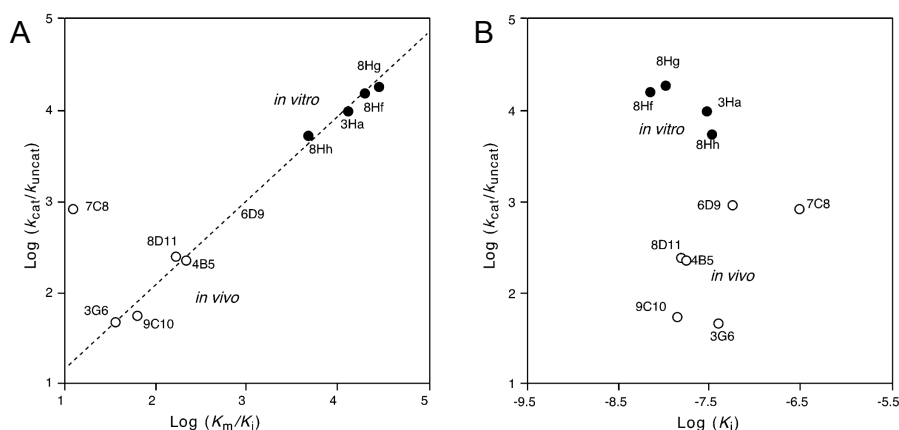 A
5
4
3
2
1
Log (kcat/kuncat)
8Hg
in vitro
8Hf
3Ha
8Hh
7C8
6D9
8D11
4B5
in vivo
3G6
9C10
1
2
3
4
5
Log (Km/Ki)
B
5
4
3
2
1
Log (kcat/kuncat)
8Hg
8Hf
3Ha
in vitro
8Hh
6D9
7C8
8D11
4B5
in vivo
9C10
3G6
-9.5
-8.5
-7.5
-6.5
-5.5
Log (Ki)